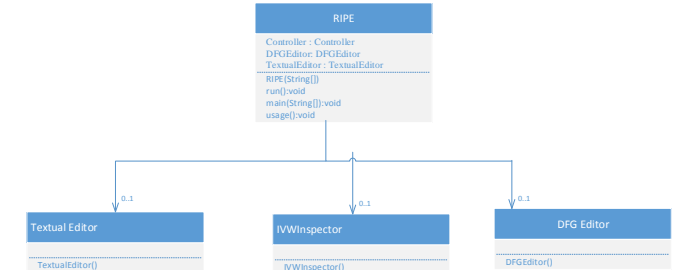 RIPE
Controller : Controller
DFGEditor: DFGEditor
TextualEditor : TextualEditor
RIPE(String[])
run():void
main(String[]):void
usage():void
0..1
0..1
0..1
Textual Editor
IVWInspector
DFG Editor
TextualEditor()
IVWInspector()
DFGEditor()